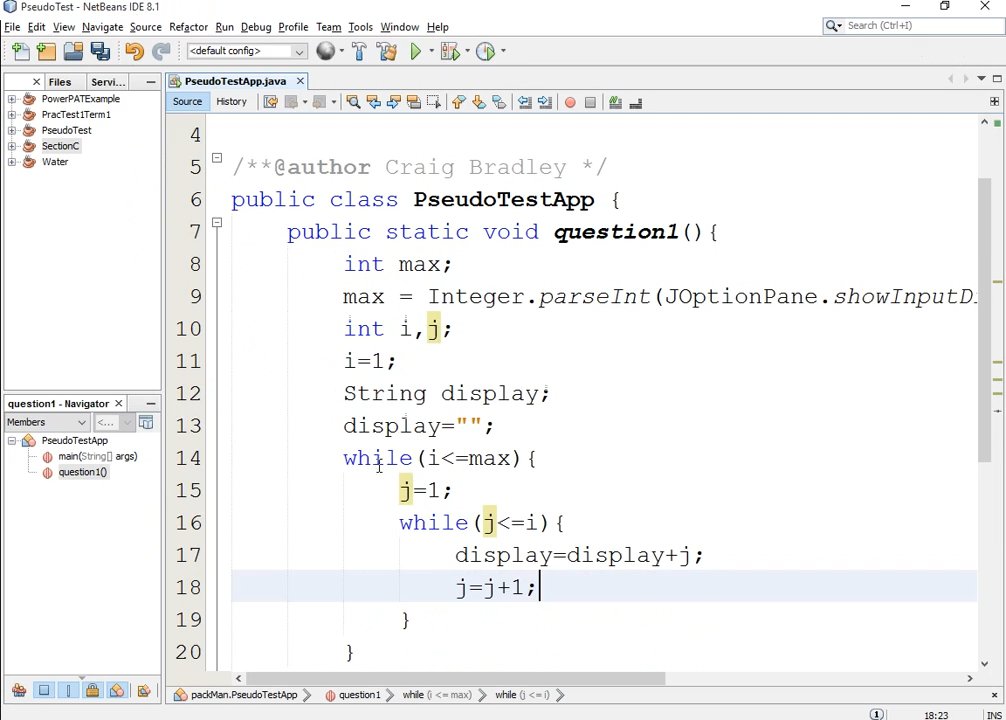 PseudoTest - NetBeans IDE 8.1
File Edit View Navigate Source Refactor Run Debug Profile Team Tools Window Help
Search (Ctrl+I)
<default config>
Files Servi...
PseudoTestApp.java
PowerPATExample
PracTest1Term1
PseudoTest
SectionC
Water
Source History
4
5 /**@author Craig Bradley */
6 public class PseudoTestApp {
7 public static void question1(){
8 int max;
9 max = Integer.parseInt(JOptionPane.showInputDi
10 int i,j;
11 i=1;
12 String display;
13 display="";
14 while(i<=max){
15 j=1;
16 while(j<=i){
17 display=display+j;
18 j=j+1;
19 }
20 }
question1 - Navigator
Members <...
PseudoTestApp
main(String[] args)
question1()
packMan.PseudoTestApp question1 while (i <= max) while (j <= i)
1 18:23 INS